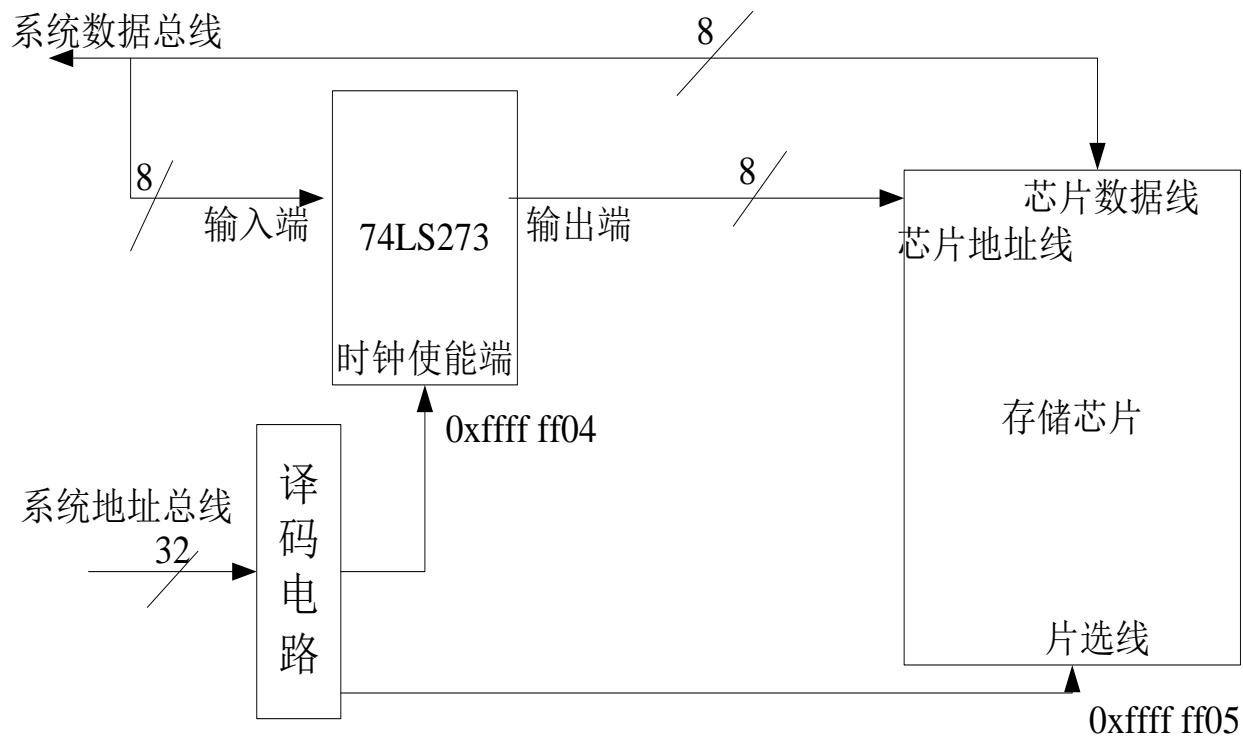 系统数据总线
8
8
8
输入端
74LS273
输出端
芯片数据线
芯片地址线
时钟使能端
0xffff ff04
存储芯片
译码电路
系统地址总线
32
片选线
0xffff ff05